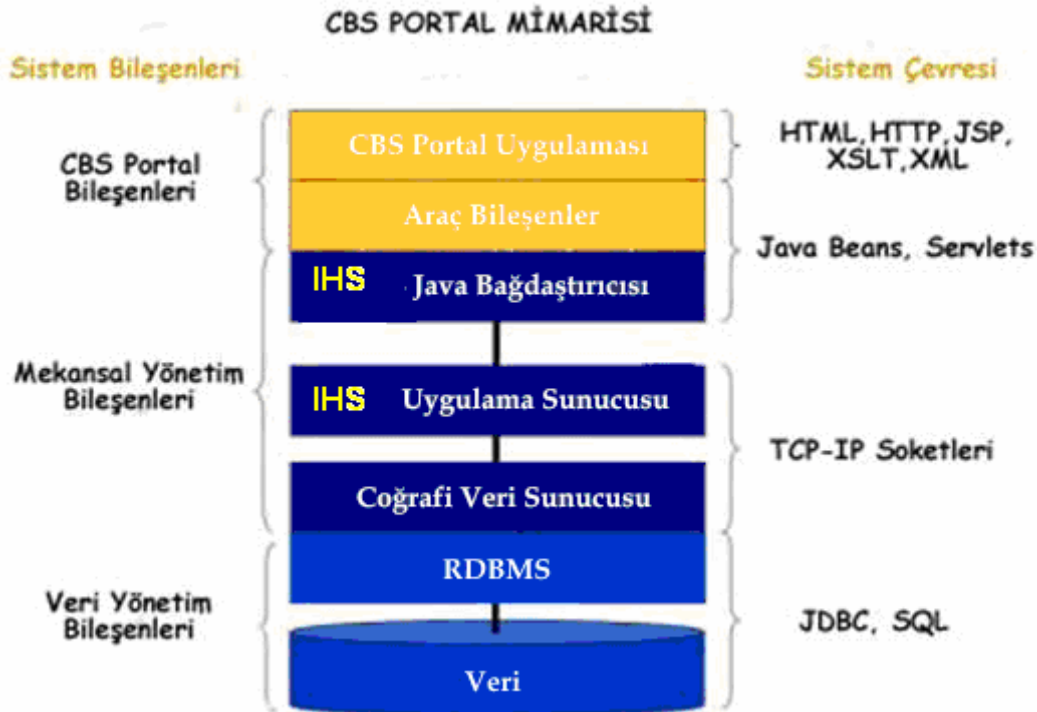 CBS PORTAL MİMARİSİ
Sistem Bileşenleri
Sistem Çevresi
CBS Portal Uygulaması
HTML,HTTP,JSP,
XSLT,XML
CBS Portal
Bileşenleri
Araç Bileşenler
Java Beans, Servlets
IHS Java Bağdaştırıcısı
Mekansal Yönetim
Bileşenleri
IHS Uygulama Sunucusu
TCP-IP Soketleri
Coğrafi Veri Sunucusu
RDBMS
Veri Yönetim
Bileşenleri
JDBC, SQL
Veri